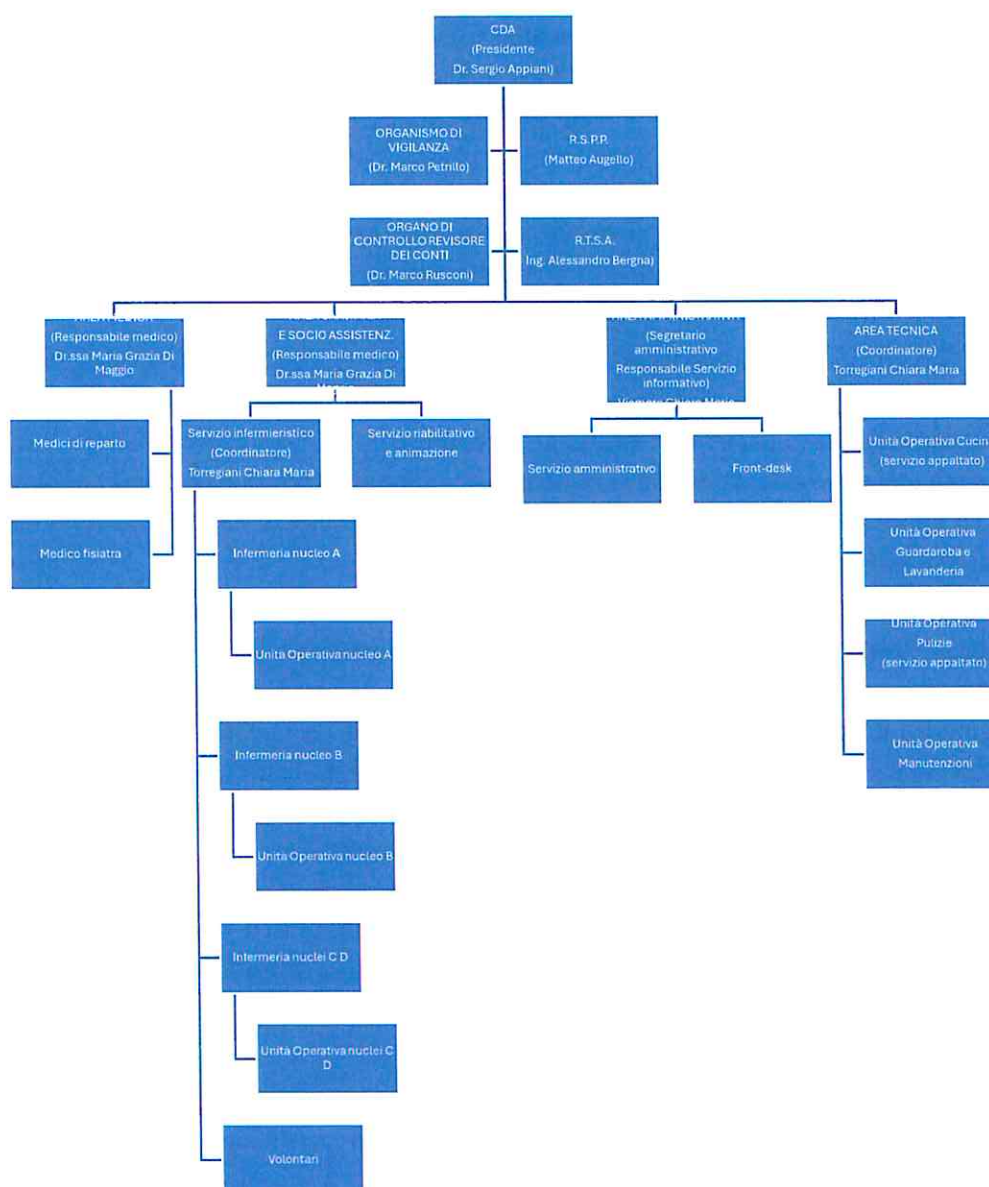 CDA
(Presidente
Dr. Sergio Appiani)
ORGANISMO DI
VIGILANZA
(Dr. Marco Petrillo)
R.S.P.P.
(Matteo Augello)
ORGANO DI
CONTROLLO REVISORE
DEI CONTI
(Dr. Marco Rusconi)
R.T.S.A.
Ing. Alessandro Bergna)
(Responsabile medico)
Dr.ssa Maria Grazia Di
Maggio
E SOCIO ASSISTENZ.
(Responsabile medico)
Dr.ssa Maria Grazia Di
(Segretario
amministrativo
Responsabile Servizio
informativo)
Chiara Maria
AREA TECNICA
(Coordinatore)
Torregiani Chiara Maria
Medici di reparto
Servizio infermieristico
(Coordinatore)
Torregiani Chiara Maria
Servizio riabilitativo
e animazione
Servizio amministrativo
Front-desk
Unità Operativa Cucina
(servizio appaltato)
Medico fisiatra
Infermeria nucleo A
Unità Operativa
Guardaroba e
Lavanderia
Unità Operativa nucleo A
Unità Operativa
Pulizie
(servizio appaltato)
Infermeria nucleo B
Unità Operativa
Manutenzioni
Unità Operativa nucleo B
Infermeria nuclei C D
Unità Operativa nuclei C
D
Volontari